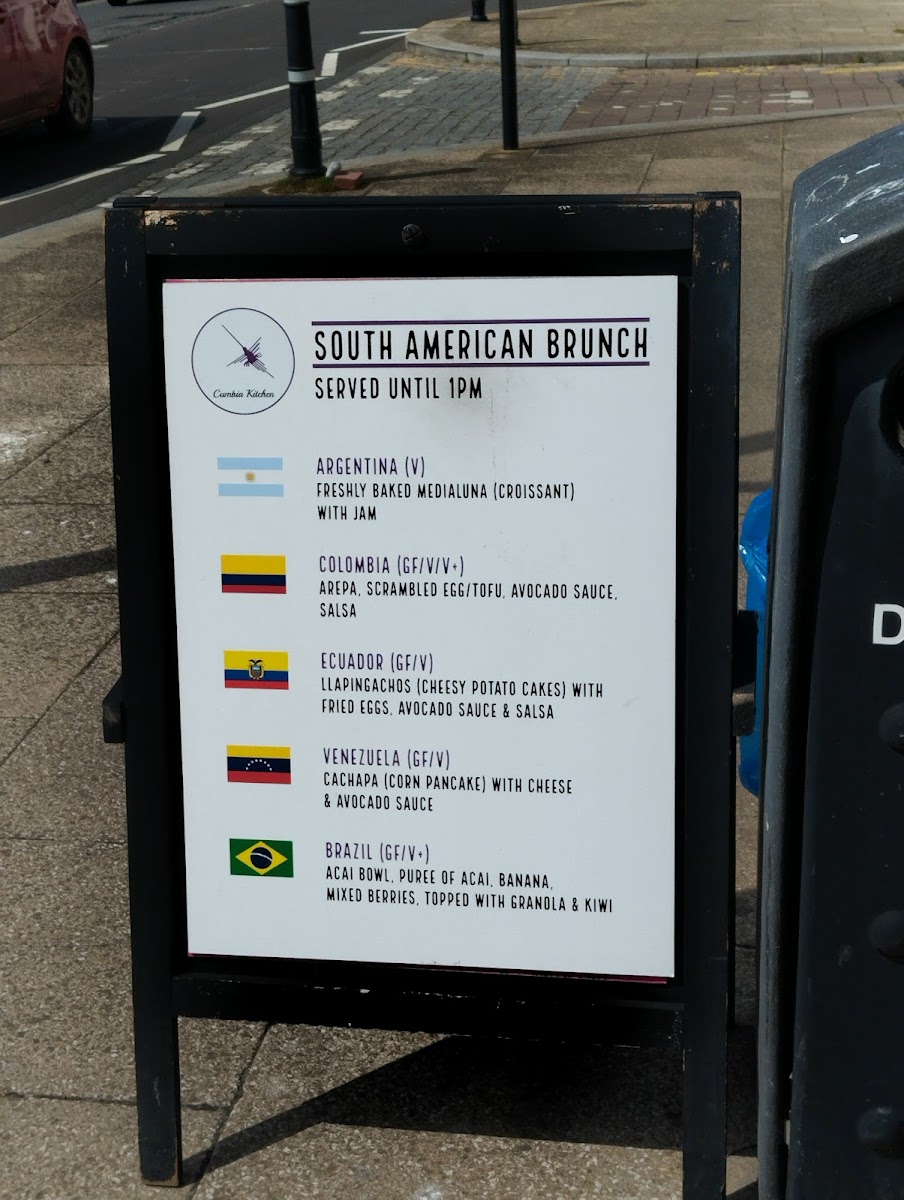 SOUTH AMERICAN BRUNCH
SERVED UNTIL 1PM
Cumbia Kitchen
ARGENTINA (V)
FRESHLY BAKED MEDIALUNA (CROISSANT)
WITH JAM
COLOMBIA (GF/V/V+)
AREPA, SCRAMBLED EGG/TOFU, AVOCADO SAUCE,
SALSA
ECUADOR (GF/V)
LLAPINGACHOS (CHEESY POTATO CAKES) WITH
FRIED EGGS, AVOCADO SAUCE & SALSA
VENEZUELA (GF/V)
CACHAPA (CORN PANCAKE) WITH CHEESE
& AVOCADO SAUCE
BRAZIL (GF/V+)
ACAI BOWL, PUREE OF ACAI, BANANA,
MIXED BERRIES, TOPPED WITH GRANOLA & KIWI
D